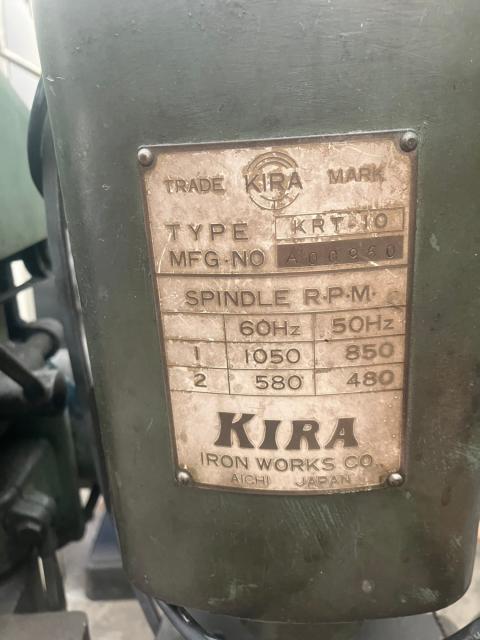 TRADE KIRA MARK
TYPE KRT-10
MFG·NO A00960
SPINDLE R·P·M·
60Hz 50Hz
1 1050 850
2 580 480
KIRA
IRON WORKS CO.
AICHI JAPAN